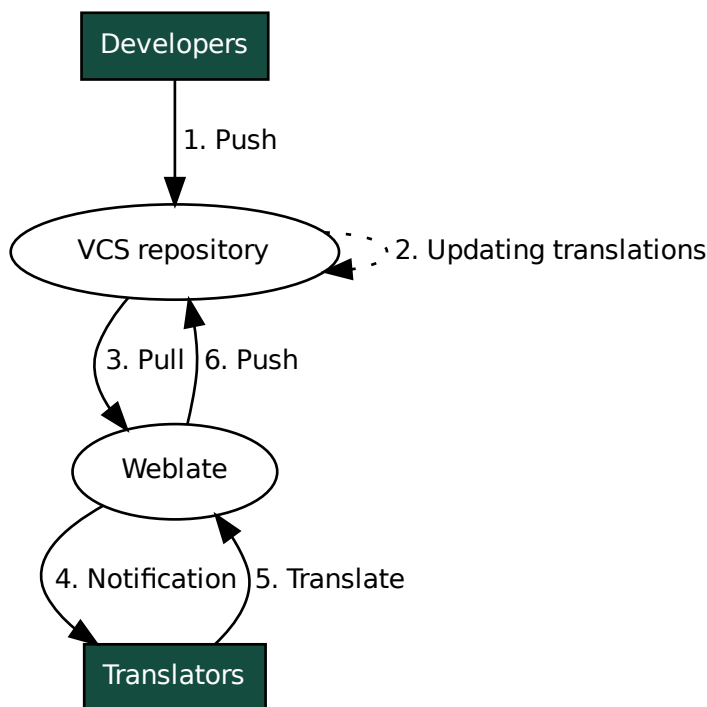 Developers
1. Push
VCS repository
2. Updating translations
3. Pull
6. Push
Weblate
4. Notification
5. Translate
Translators